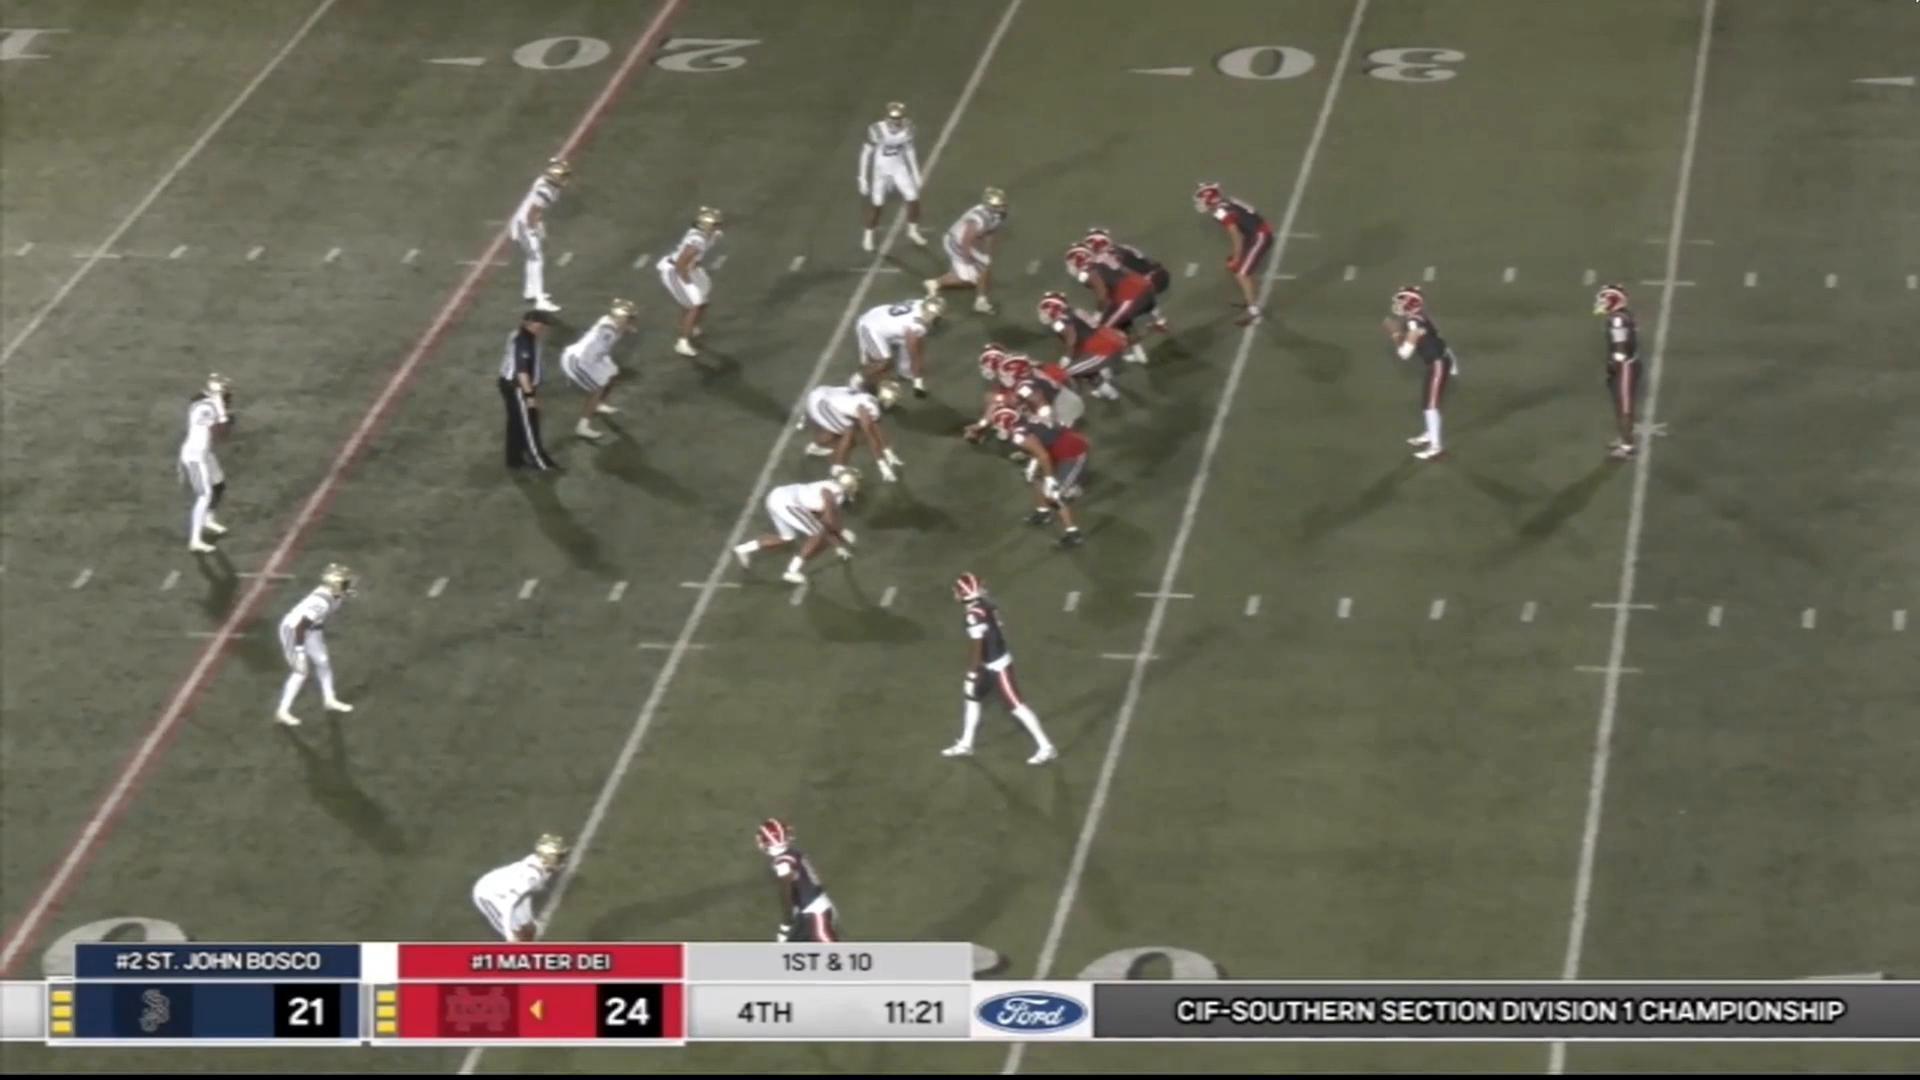 20
30
#2 ST. JOHN BOSCO
#1 MATER DEI
1ST & 10
21
24
4TH
11:21
Ford
CIF-SOUTHERN SECTION DIVISION 1 CHAMPIONSHIP